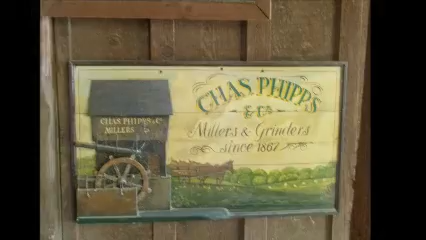 CHAS. PHIPPS
& Co
Millers & Grinders
since 1867
CHAS PHIPPS & Co
MILLERS